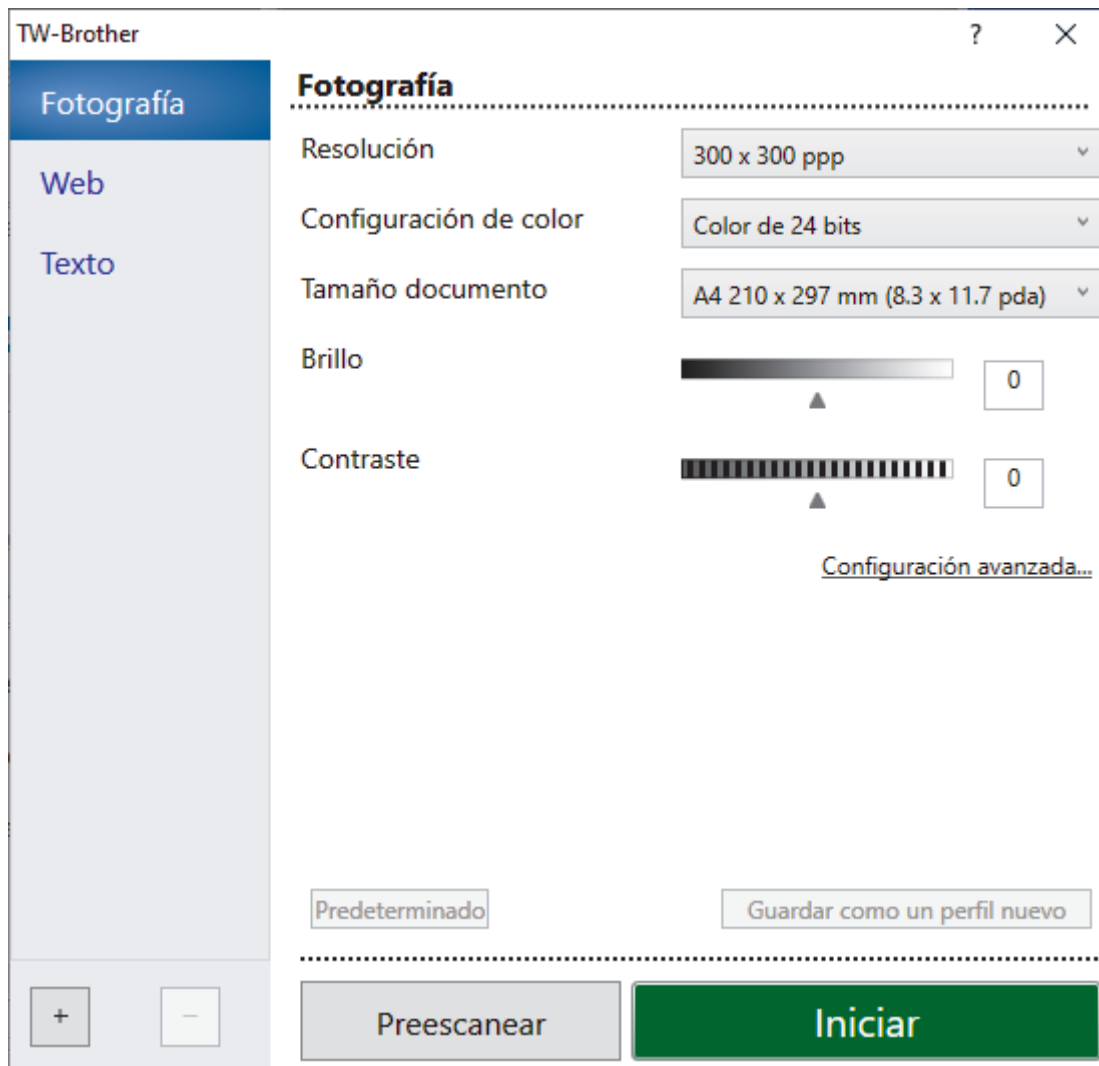 TW-Brother
?
Fotografía
Web
Texto
Fotografía
Resolución 300 x 300 ppp
Configuración de color Color de 24 bits
Tamaño documento A4 210 x 297 mm (8.3 x 11.7 pda)
Brillo 0
Contraste 0
Configuración avanzada...
Predeterminado Guardar como un perfil nuevo
+ −
Preescanear Iniciar